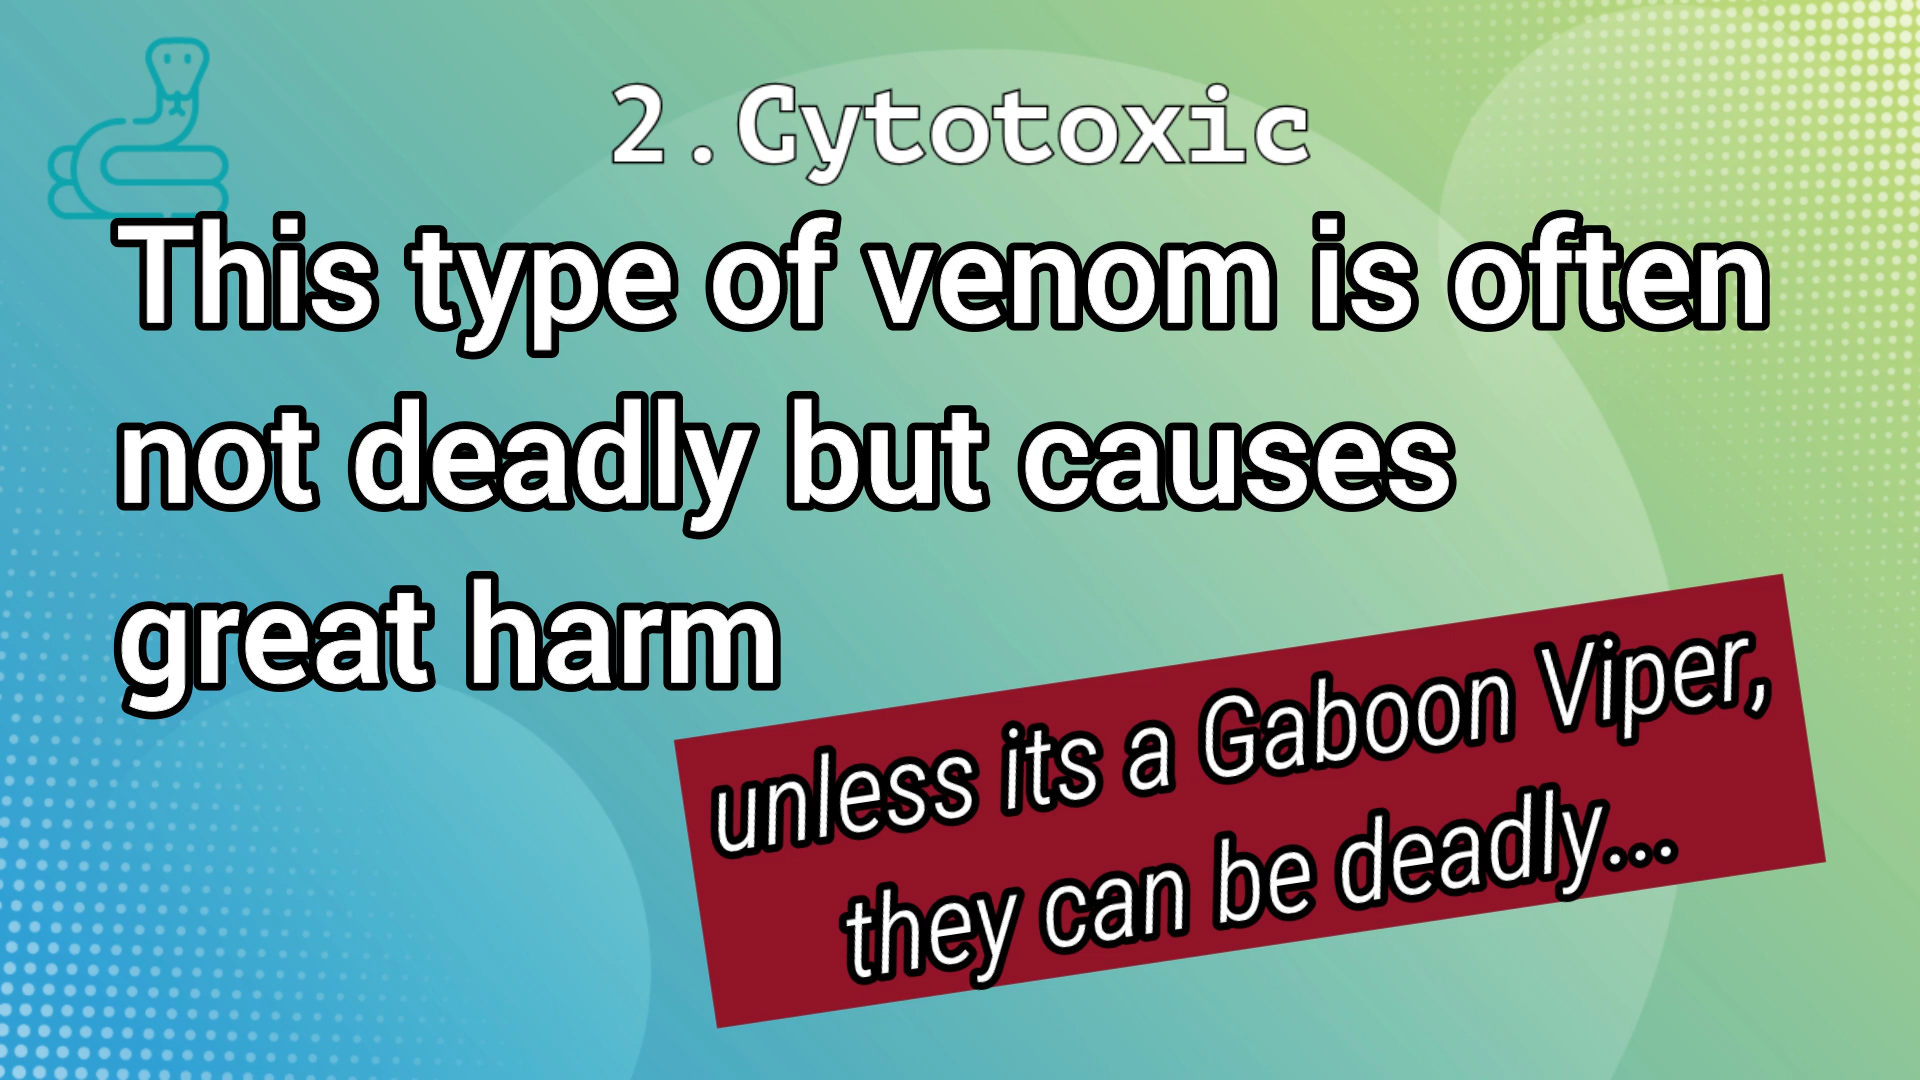 2.Cytotoxic
This type of venom is often
not deadly but causes
great harm
unless its a Gaboon Viper,
they can be deadly...